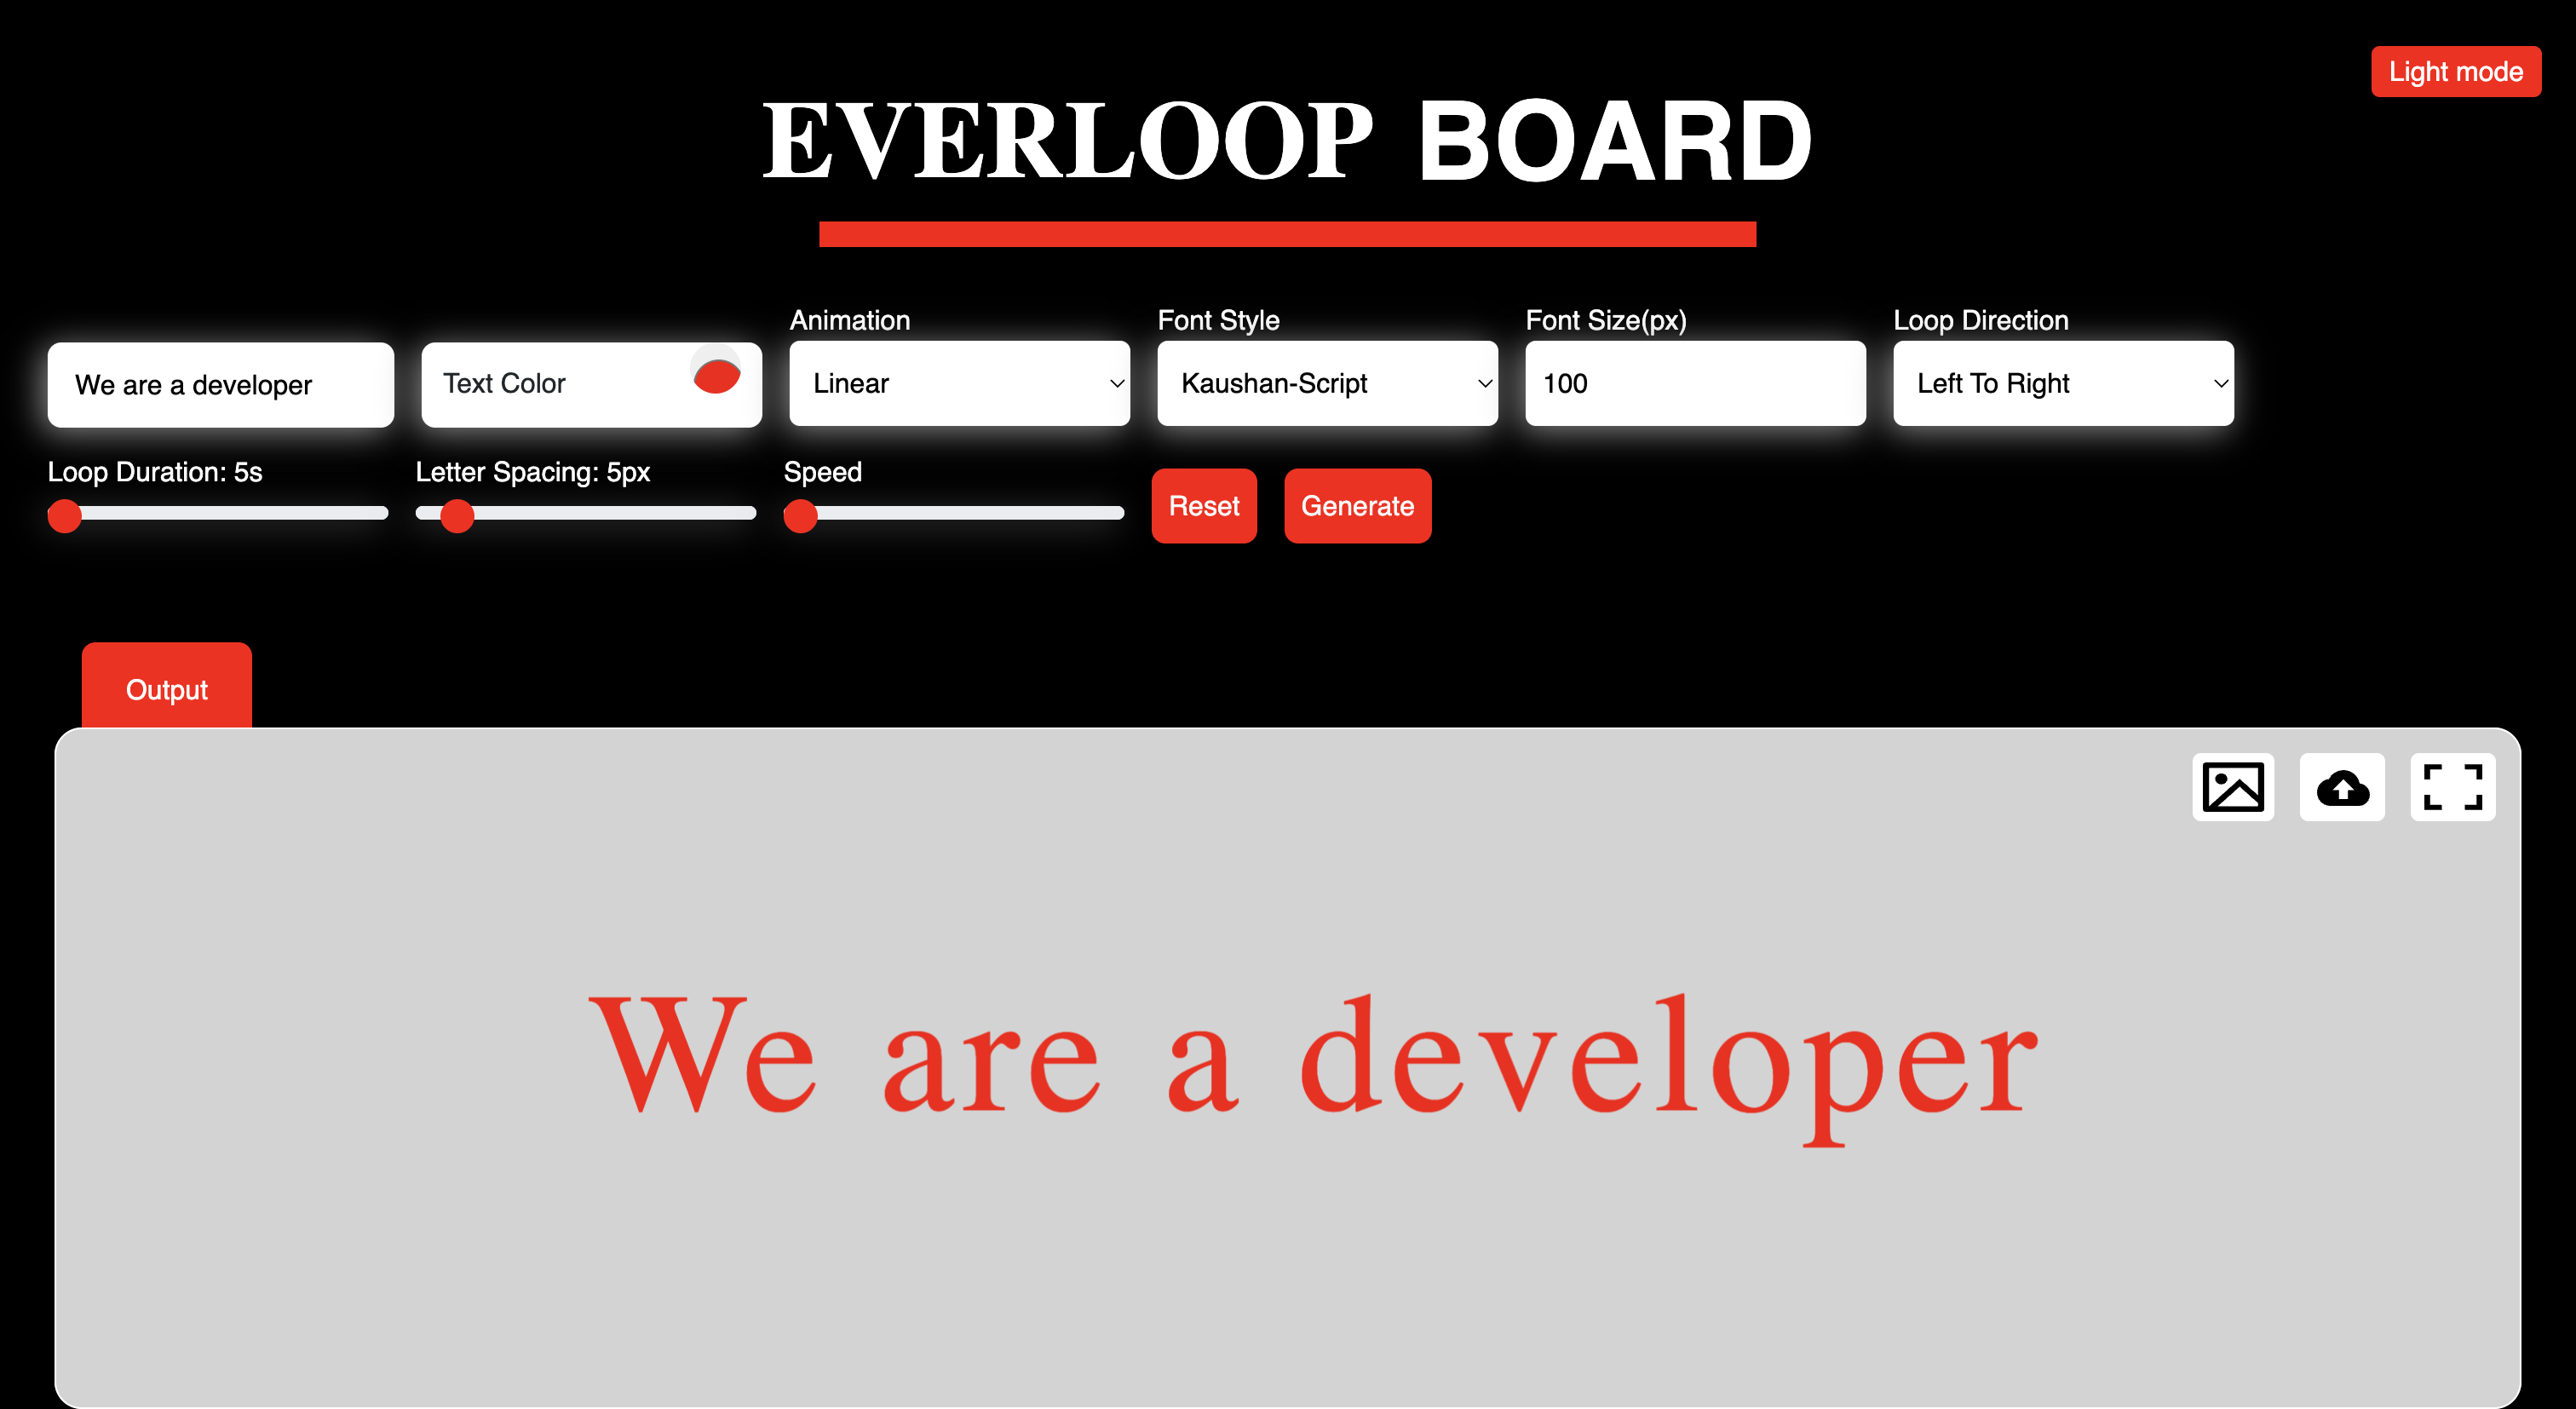 Light mode
EVERLOOP BOARD
Animation Font Style Font Size(px) Loop Direction
We are a developer Text Color Linear Kaushan-Script 100 Left To Right
Loop Duration: 5s Letter Spacing: 5px Speed
Reset Generate
Output
We are a developer